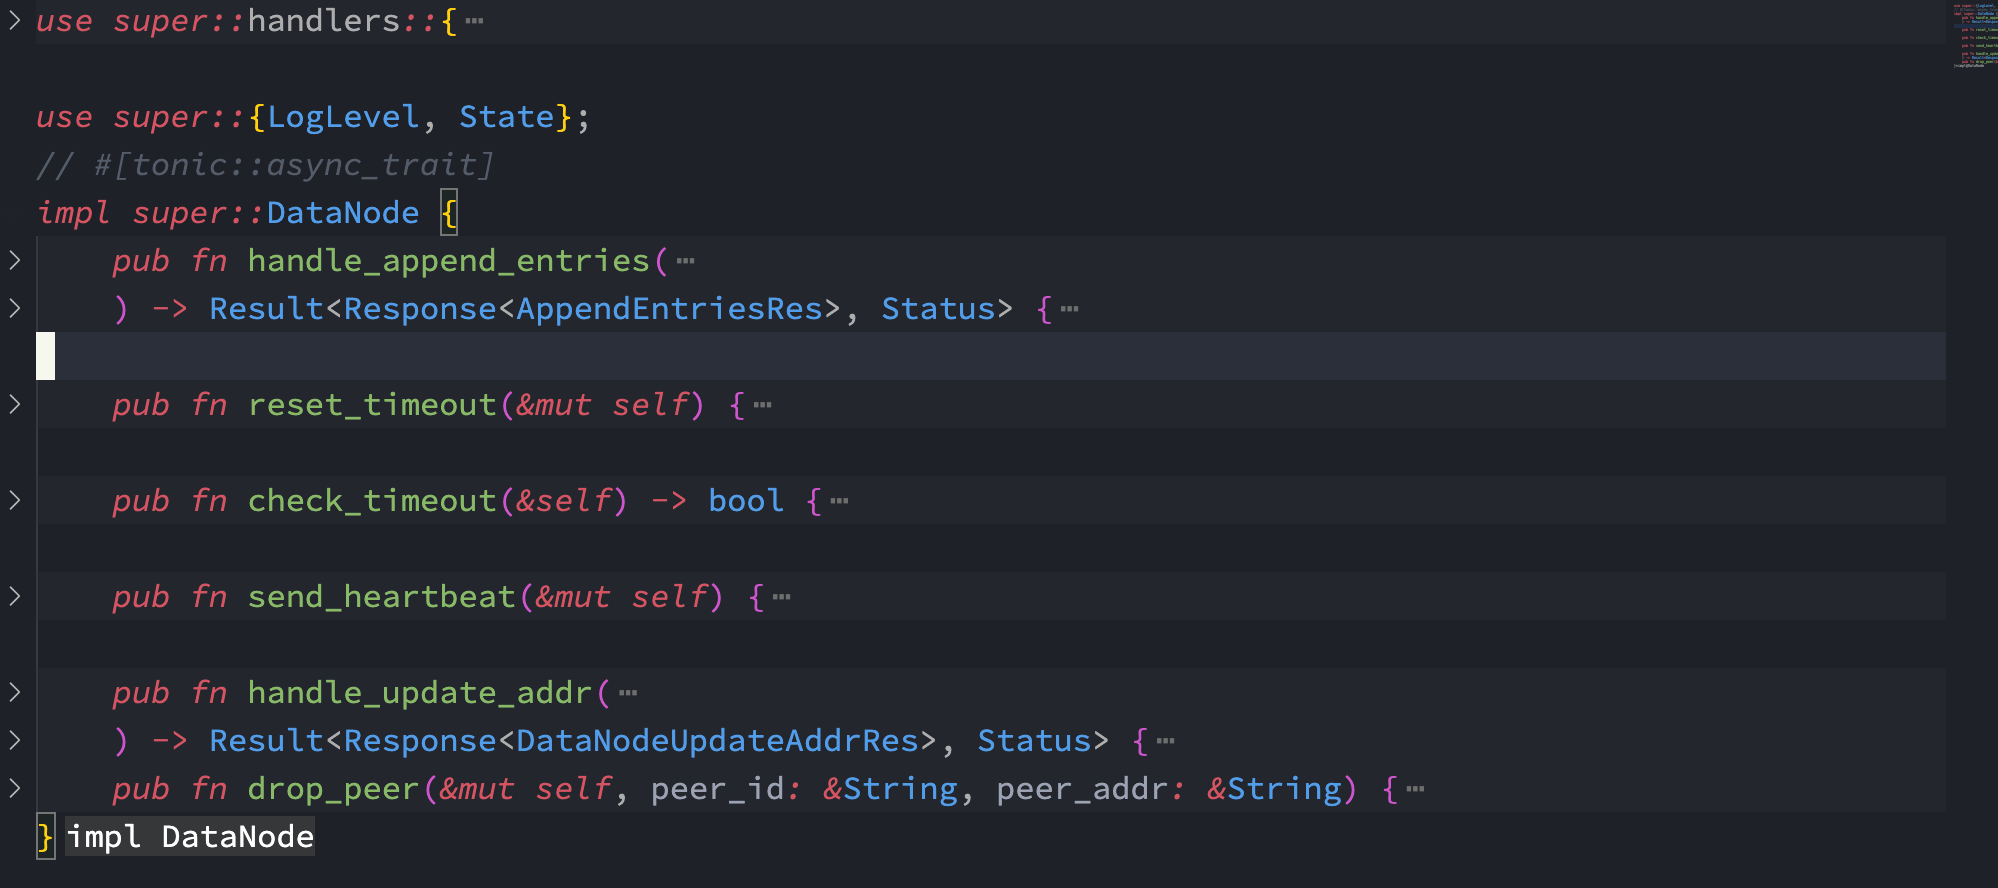 use super::handlers::{ ⋯
use super::{LogLevel, State};
// #[tonic::async_trait]
impl super::DataNode {
pub fn handle_append_entries( ⋯
) -> Result<Response<AppendEntriesRes>, Status> { ⋯
pub fn reset_timeout(&mut self) { ⋯
pub fn check_timeout(&self) -> bool { ⋯
pub fn send_heartbeat(&mut self) { ⋯
pub fn handle_update_addr( ⋯
) -> Result<Response<DataNodeUpdateAddrRes>, Status> { ⋯
pub fn drop_peer(&mut self, peer_id: &String, peer_addr: &String) { ⋯
} impl DataNode